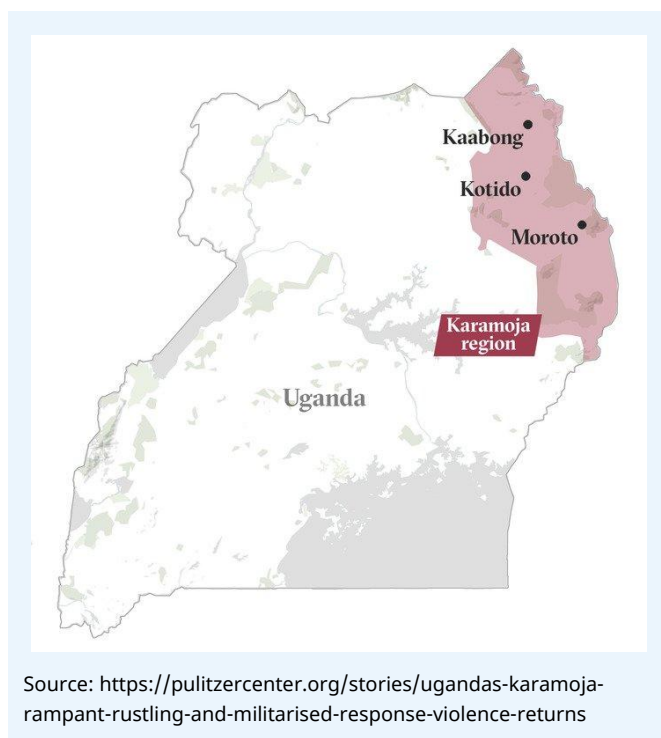 Kaabong
Kotido
Moroto
Karamoja
region
Uganda
Source: https://pulitzercenter.org/stories/ugandas-karamoja-
rampant-rustling-and-militarised-response-violence-returns